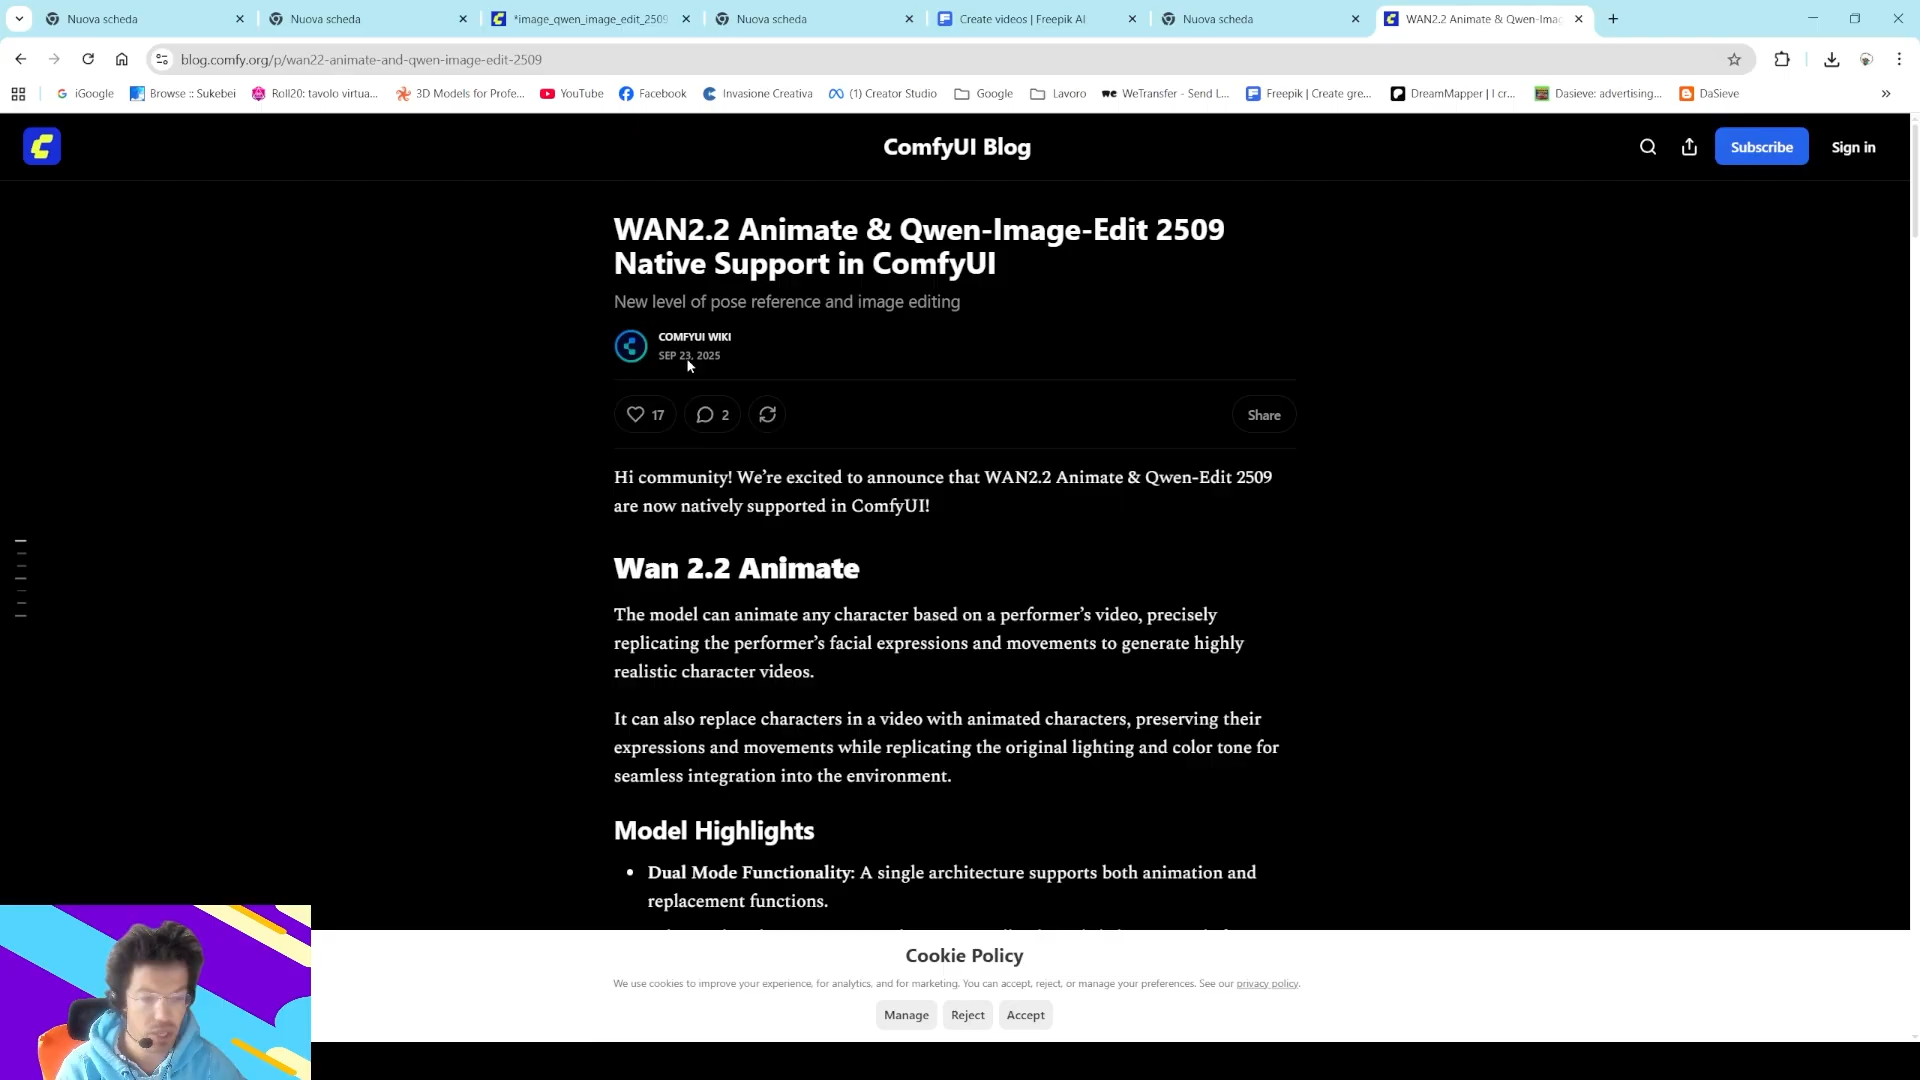 Nuova scheda
Nuova scheda
*image_qwen_image_edit_2509
Nuova scheda
Create videos | Freepik AI
Nuova scheda
WAN2.2 Animate & Qwen-Imag
blog.comfy.org/p/wan22-animate-and-qwen-image-edit-2509
iGoogle
Browse :: Sukebei
Roll20: tavolo virtua...
3D Models for Profe...
YouTube
Facebook
Invasione Creativa
(1) Creator Studio
Google
Lavoro
WeTransfer - Send L...
Freepik | Create gre...
DreamMapper | I cr...
Dasieve: advertising...
DaSieve
ComfyUI Blog
Subscribe
Sign in
WAN2.2 Animate & Qwen-Image-Edit 2509
Native Support in ComfyUI
New level of pose reference and image editing
COMFYUI WIKI
SEP 23, 2025
17
2
Share
Hi community! We’re excited to announce that WAN2.2 Animate & Qwen-Edit 2509
are now natively supported in ComfyUI!
Wan 2.2 Animate
The model can animate any character based on a performer’s video, precisely
replicating the performer’s facial expressions and movements to generate highly
realistic character videos.
It can also replace characters in a video with animated characters, preserving their
expressions and movements while replicating the original lighting and color tone for
seamless integration into the environment.
Model Highlights
• Dual Mode Functionality: A single architecture supports both animation and
replacement functions.
Cookie Policy
We use cookies to improve your experience, for analytics, and for marketing. You can accept, reject, or manage your preferences. See our privacy policy.
Manage
Reject
Accept